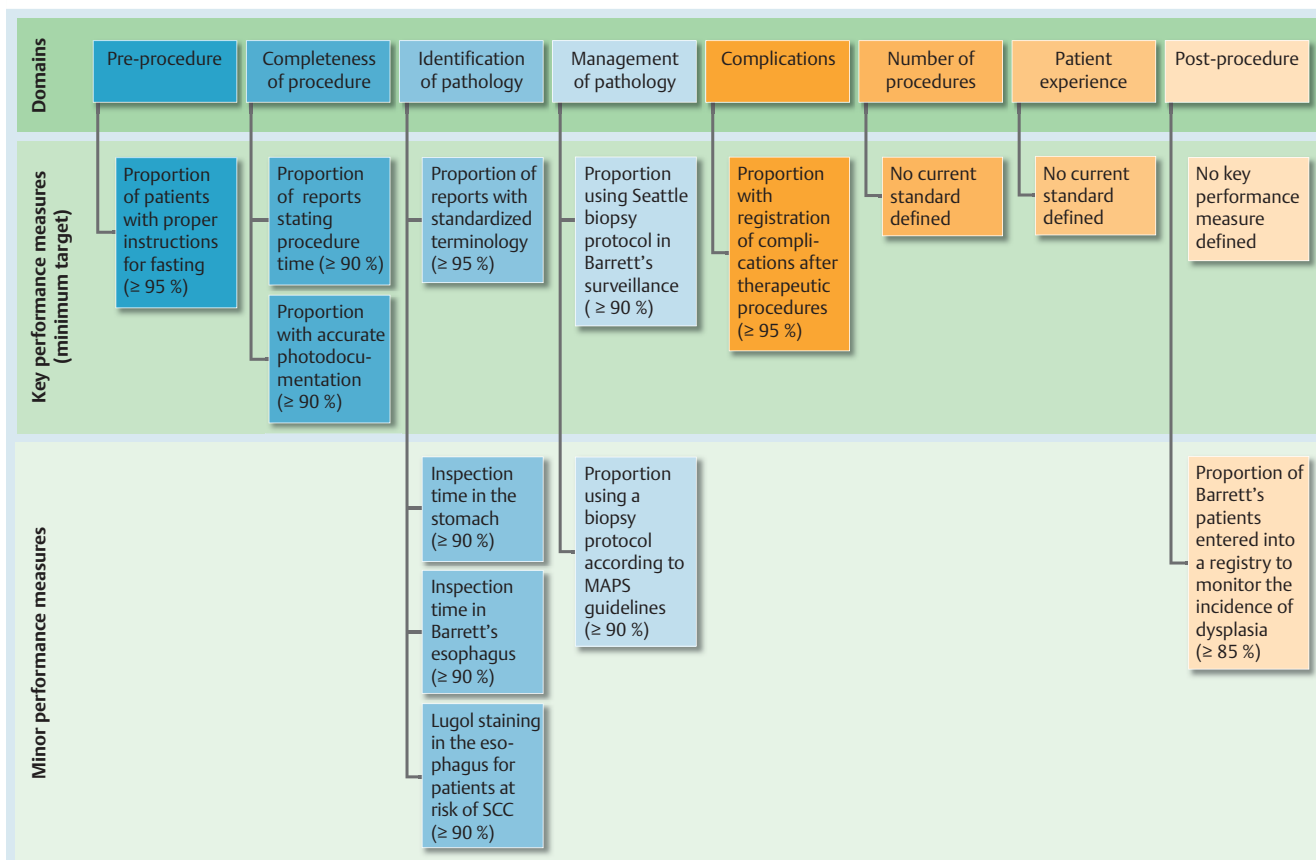 Domains
Pre-procedure
Completeness
of procedure
Identification
of pathology
Management
of pathology
Complications
Number of
procedures
Patient
experience
Post-procedure
Key performance measures
(minimum target)
Proportion
of patients
with proper
instructions
for fasting
(≥ 95 %)
Proportion
of reports
stating
procedure
time (≥ 90 %)
Proportion
with accurate
photodocu-
mentation
(≥ 90 %)
Proportion of
reports with
standardized
terminology
(≥ 95 %)
Proportion
using Seattle
biopsy
protocol in
Barrett’s
surveillance
( ≥ 90 %)
Proportion
with
registration
of compli-
cations after
therapeutic
procedures
(≥ 95 %)
No current
standard
defined
No current
standard
defined
No key
performance
measure
defined
Minor performance measures
Inspection
time in the
stomach
(≥ 90 %)
Inspection
time in
Barrett’s
esophagus
(≥ 90 %)
Lugol staining
in the eso-
phagus for
patients at
risk of SCC
(≥ 90 %)
Proportion
using a
biopsy
protocol
according to
MAPS
guidelines
(≥ 90 %)
Proportion of
Barrett’s
patients
entered into
a registry to
monitor the
incidence of
dysplasia
(≥ 85 %)